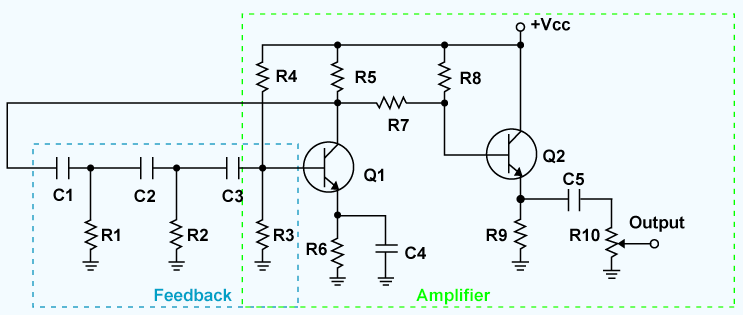 +Vcc
R4
R5
R8
R7
Q1
Q2
C1
C2
C3
C5
R1
R2
R3
R6
C4
R9
R10
Output
Feedback
Amplifier